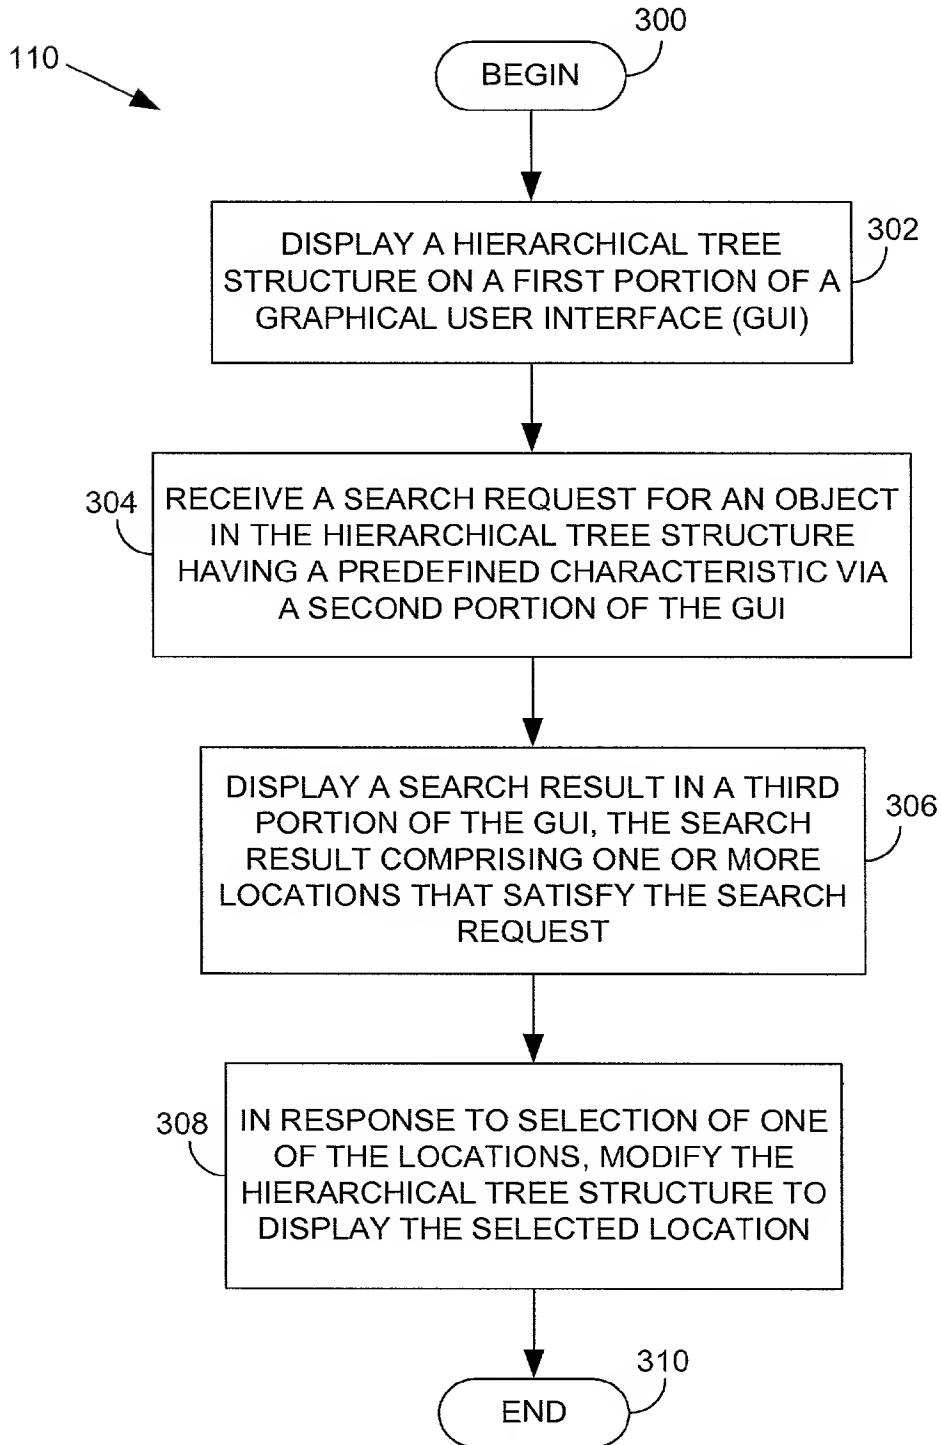 300
110
BEGIN
302
DISPLAY A HIERARCHICAL TREE
STRUCTURE ON A FIRST PORTION OF A
GRAPHICAL USER INTERFACE (GUI)
304
RECEIVE A SEARCH REQUEST FOR AN OBJECT
IN THE HIERARCHICAL TREE STRUCTURE
HAVING A PREDEFINED CHARACTERISTIC VIA
A SECOND PORTION OF THE GUI
306
DISPLAY A SEARCH RESULT IN A THIRD
PORTION OF THE GUI, THE SEARCH
RESULT COMPRISING ONE OR MORE
LOCATIONS THAT SATISFY THE SEARCH
REQUEST
308
IN RESPONSE TO SELECTION OF ONE
OF THE LOCATIONS, MODIFY THE
HIERARCHICAL TREE STRUCTURE TO
DISPLAY THE SELECTED LOCATION
310
END